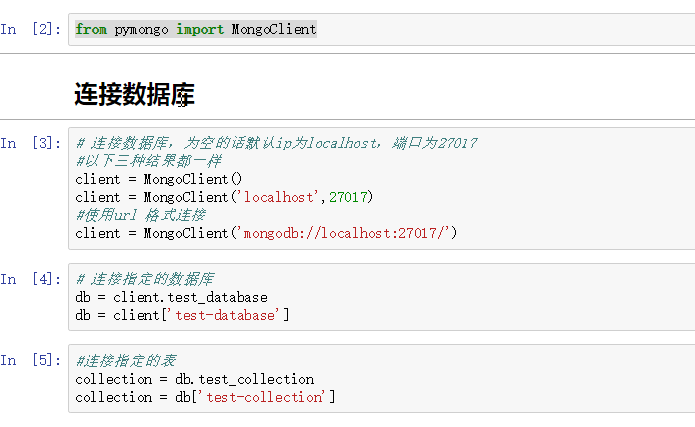 In [2]: from pymongo import MongoClient
连接数据库
In [3]: # 连接数据库，为空的话默认ip为localhost，端口为27017
#以下三种结果都一样
client = MongoClient()
client = MongoClient('localhost',27017)
#使用url 格式连接
client = MongoClient('mongodb://localhost:27017/')
In [4]: # 连接指定的数据库
db = client.test_database
db = client['test-database']
In [5]: #连接指定的表
collection = db.test_collection
collection = db['test-collection']